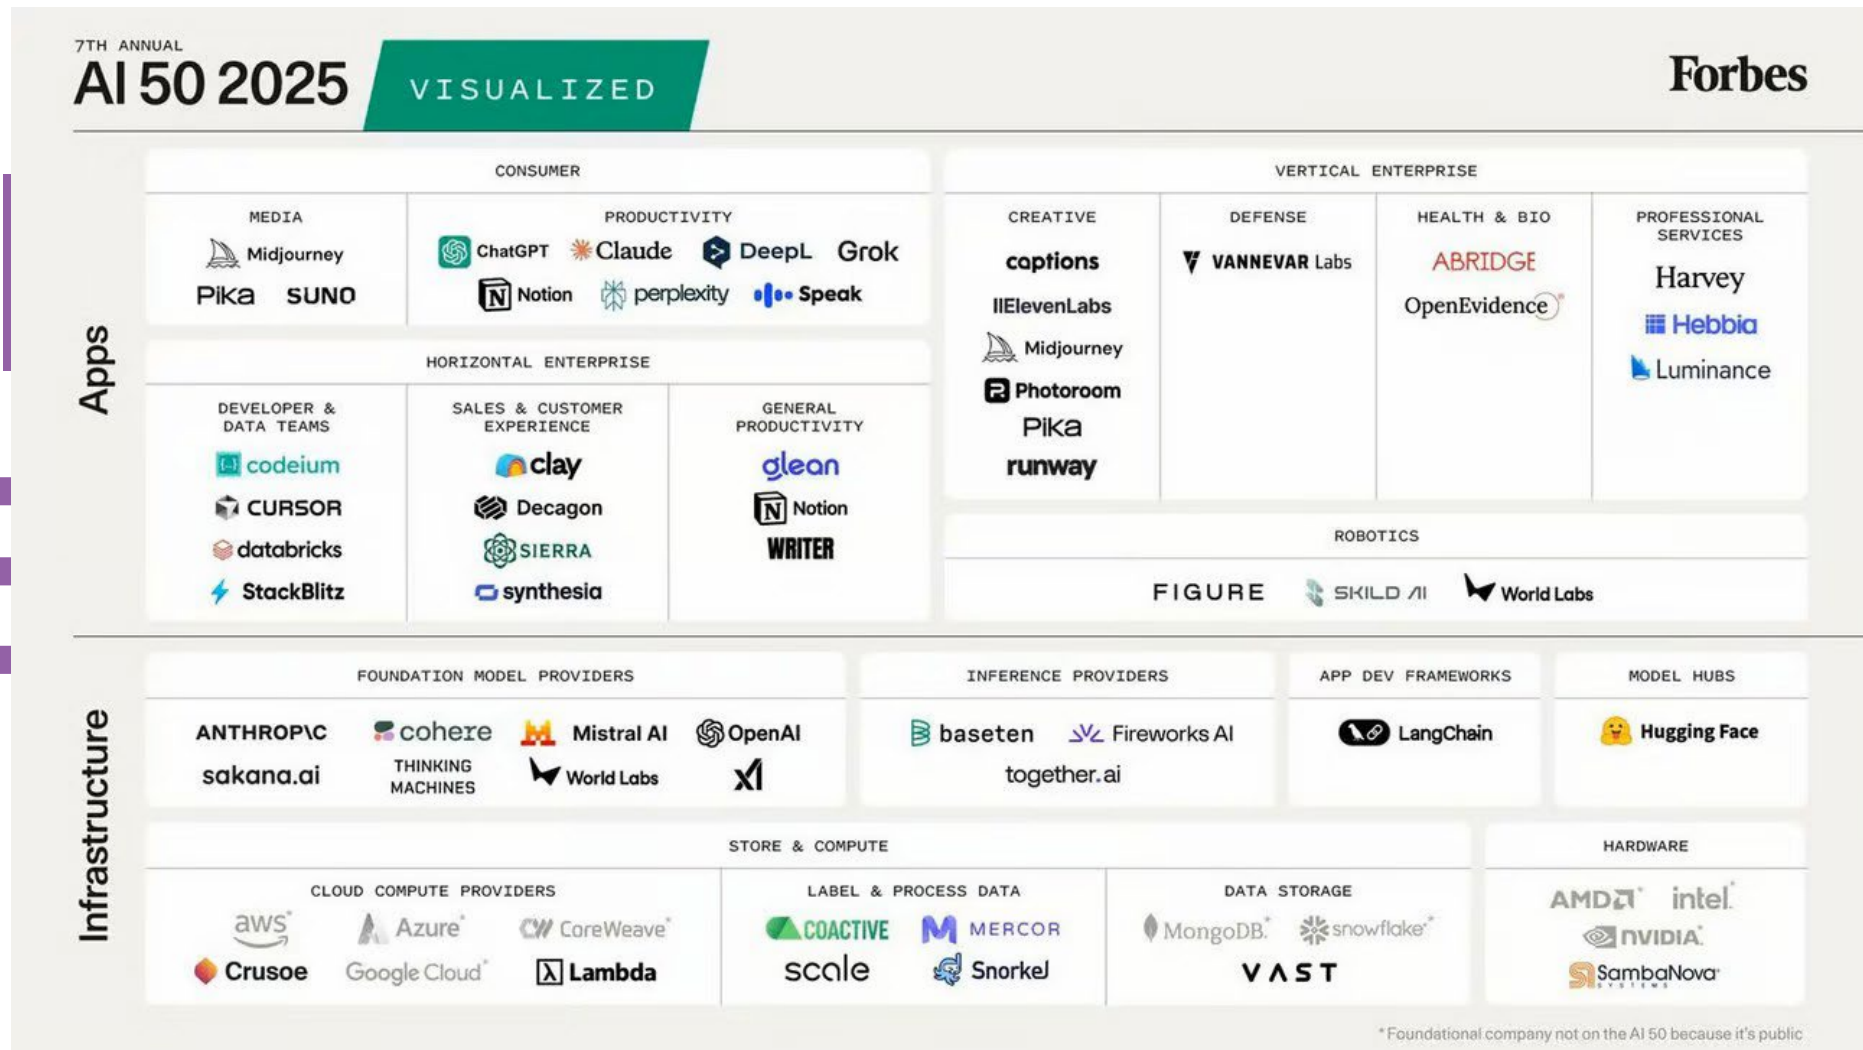 7TH ANNUAL
AI 50 2025
VISUALIZED
Forbes
Apps
CONSUMER
MEDIA
Midjourney
Pika SUNO
PRODUCTIVITY
ChatGPT Claude DeepL Grok
Notion perplexity Speak
HORIZONTAL ENTERPRISE
DEVELOPER &
DATA TEAMS
codeium
CURSOR
databricks
StackBlitz
SALES & CUSTOMER
EXPERIENCE
clay
Decagon
SIERRA
synthesia
GENERAL
PRODUCTIVITY
glean
Notion
WRITER
VERTICAL ENTERPRISE
CREATIVE
captions
IIElevenLabs
Midjourney
Photoroom
Pika
runway
DEFENSE
VANNEVAR Labs
HEALTH & BIO
ABRIDGE
OpenEvidence
PROFESSIONAL
SERVICES
Harvey
Hebbia
Luminance
ROBOTICS
FIGURE SKILD AI World Labs
Infrastructure
FOUNDATION MODEL PROVIDERS
ANTHROP\C cohere Mistral AI OpenAI
sakana.ai THINKING MACHINES World Labs xI
INFERENCE PROVIDERS
baseten Fireworks AI
together.ai
APP DEV FRAMEWORKS
LangChain
MODEL HUBS
Hugging Face
STORE & COMPUTE
CLOUD COMPUTE PROVIDERS
aws* Azure* CoreWeave*
Crusoe Google Cloud* Lambda
LABEL & PROCESS DATA
COACTIVE MERCOR
scale Snorkel
DATA STORAGE
MongoDB.* snowflake*
VAST
HARDWARE
AMD* intel.*
NVIDIA.*
SambaNova
SYSTEMS
*Foundational company not on the AI 50 because it's public